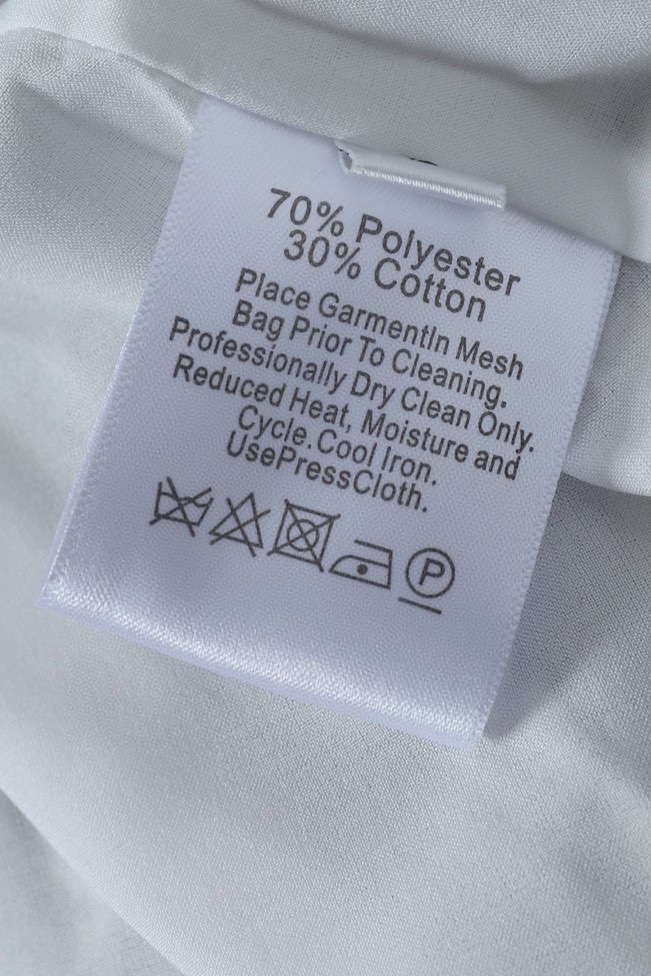 70% Polyester
30% Cotton
Place GarmentIn Mesh
Bag Prior To Cleaning.
Professionally Dry Clean Only.
Reduced Heat, Moisture and
Cycle.Cool Iron.
UsePressCloth.
P